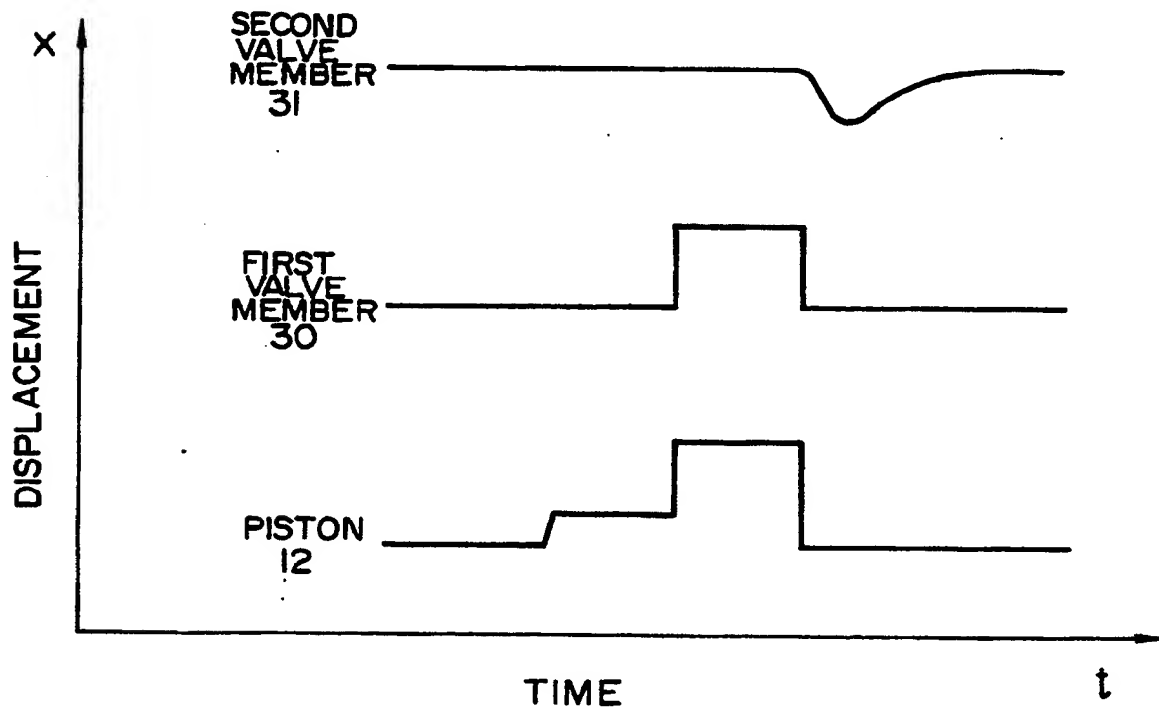 x
SECOND
VALVE
MEMBER
31
FIRST
VALVE
MEMBER
30
DISPLACEMENT
PISTON
12
TIME
t